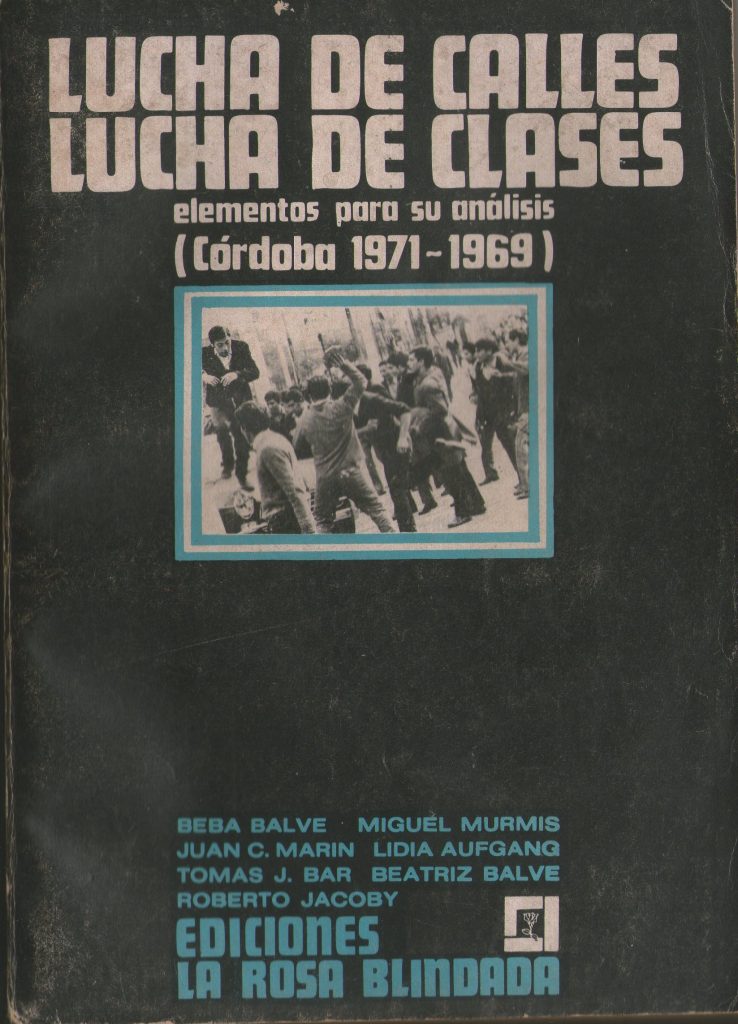 LUCHA DE CALLES
LUCHA DE CLASES
elementos para su análisis
(Córdoba 1971-1969)
BEBA BALVE MIGUEL MURMIS
JUAN C. MARIN LIDIA AUFGANG
TOMAS J. BAR BEATRIZ BALVE
ROBERTO JACOBY
EDICIONES
LA ROSA BLINDADA